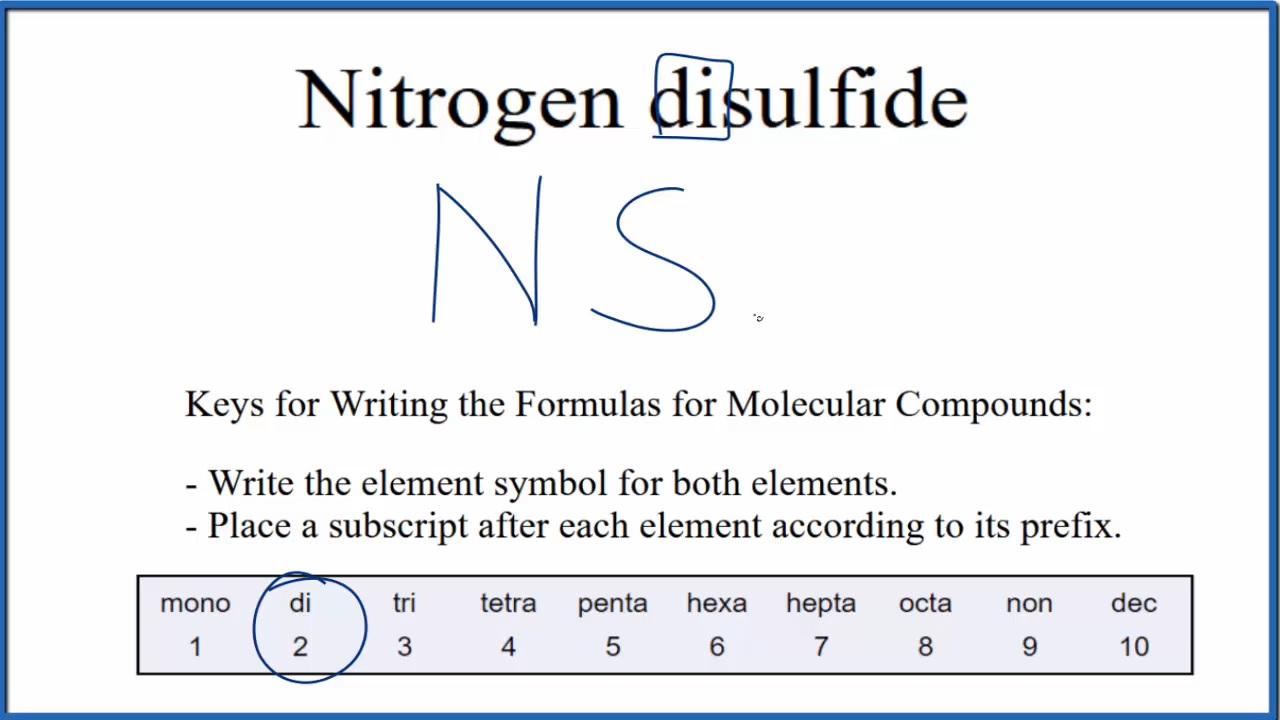 Nitrogen disulfide
N S
Keys for Writing the Formulas for Molecular Compounds:
- Write the element symbol for both elements.
- Place a subscript after each element according to its prefix.
mono di tri tetra penta hexa hepta octa non dec
1 2 3 4 5 6 7 8 9 10